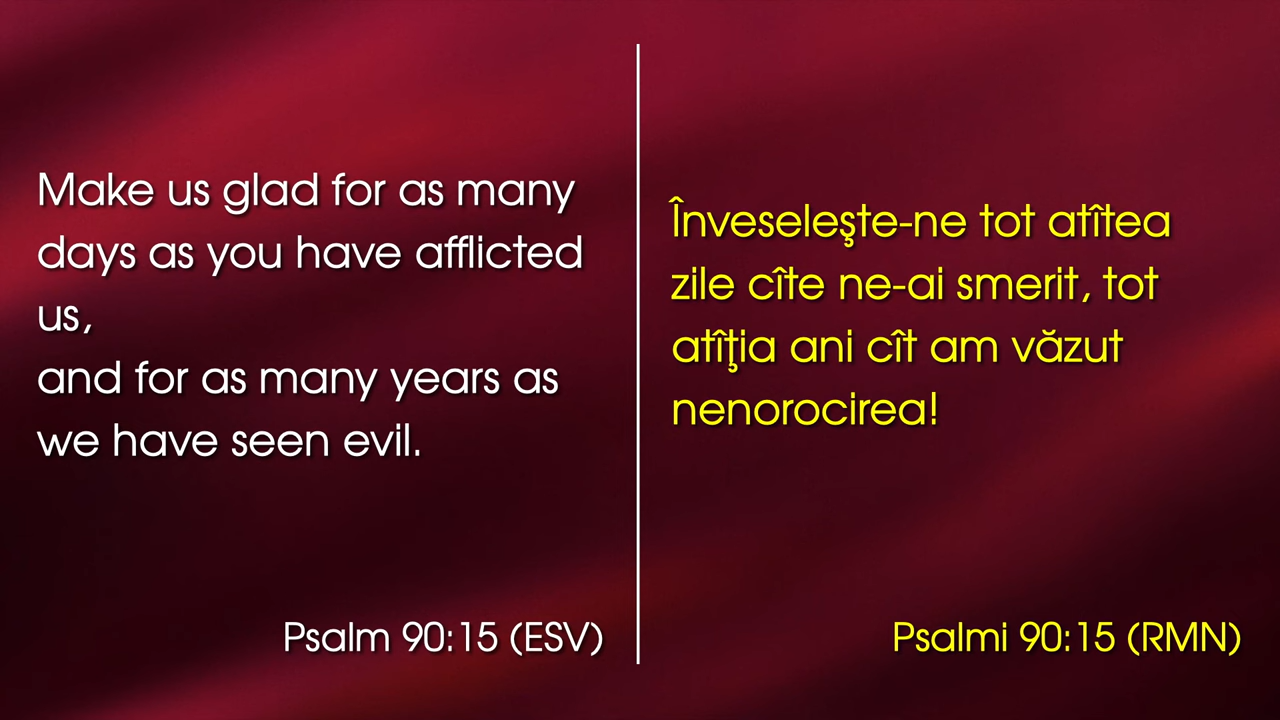 Make us glad for as many
days as you have afflicted
us,
and for as many years as
we have seen evil.
Psalm 90:15 (ESV)
Înveseleşte-ne tot atîtea
zile cîte ne-ai smerit, tot
atîţia ani cît am văzut
nenorocirea!
Psalmi 90:15 (RMN)